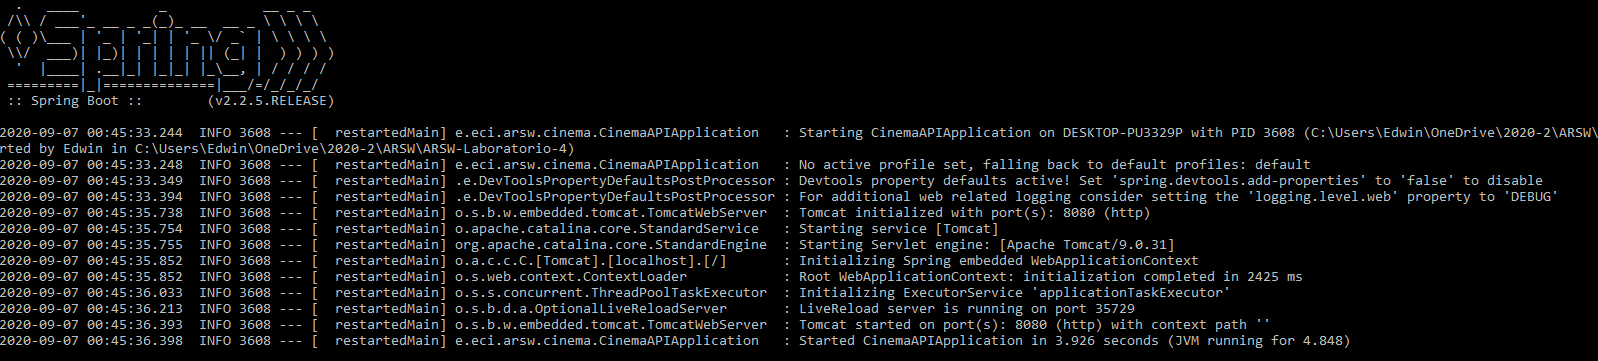 .   ____          _            __ _ _
 /\\ / ___'_ __ _ _(_)_ __  __ _ \ \ \ \
( ( )\___ | '_ | '_| | '_ \/ _` | \ \ \ \
 \\/  ___)| |_)| | | | | || (_| |  ) ) ) )
  '  |____| .__|_| |_|_| |_\__, | / / / /
 =========|_|==============|___/=/_/_/_/
 :: Spring Boot ::        (v2.2.5.RELEASE)
2020-09-07 00:45:33.244  INFO 3608 --- [  restartedMain] e.eci.arsw.cinema.CinemaAPIApplication   : Starting CinemaAPIApplication on DESKTOP-PU3329P with PID 3608 (C:\Users\Edwin\OneDrive\2020-2\ARSW\ARSW-
rted by Edwin in C:\Users\Edwin\OneDrive\2020-2\ARSW\ARSW-Laboratorio-4)
2020-09-07 00:45:33.248  INFO 3608 --- [  restartedMain] e.eci.arsw.cinema.CinemaAPIApplication   : No active profile set, falling back to default profiles: default
2020-09-07 00:45:33.349  INFO 3608 --- [  restartedMain] .e.DevToolsPropertyDefaultsPostProcessor : Devtools property defaults active! Set 'spring.devtools.add-properties' to 'false' to disable
2020-09-07 00:45:33.394  INFO 3608 --- [  restartedMain] .e.DevToolsPropertyDefaultsPostProcessor : For additional web related logging consider setting the 'logging.level.web' property to 'DEBUG'
2020-09-07 00:45:35.738  INFO 3608 --- [  restartedMain] o.s.b.w.embedded.tomcat.TomcatWebServer  : Tomcat initialized with port(s): 8080 (http)
2020-09-07 00:45:35.754  INFO 3608 --- [  restartedMain] o.apache.catalina.core.StandardService   : Starting service [Tomcat]
2020-09-07 00:45:35.755  INFO 3608 --- [  restartedMain] org.apache.catalina.core.StandardEngine  : Starting Servlet engine: [Apache Tomcat/9.0.31]
2020-09-07 00:45:35.852  INFO 3608 --- [  restartedMain] o.a.c.c.C.[Tomcat].[localhost].[/]       : Initializing Spring embedded WebApplicationContext
2020-09-07 00:45:35.852  INFO 3608 --- [  restartedMain] o.s.web.context.ContextLoader            : Root WebApplicationContext: initialization completed in 2425 ms
2020-09-07 00:45:36.033  INFO 3608 --- [  restartedMain] o.s.s.concurrent.ThreadPoolTaskExecutor  : Initializing ExecutorService 'applicationTaskExecutor'
2020-09-07 00:45:36.213  INFO 3608 --- [  restartedMain] o.s.b.d.a.OptionalLiveReloadServer       : LiveReload server is running on port 35729
2020-09-07 00:45:36.393  INFO 3608 --- [  restartedMain] o.s.b.w.embedded.tomcat.TomcatWebServer  : Tomcat started on port(s): 8080 (http) with context path ''
2020-09-07 00:45:36.398  INFO 3608 --- [  restartedMain] e.eci.arsw.cinema.CinemaAPIApplication   : Started CinemaAPIApplication in 3.926 seconds (JVM running for 4.848)